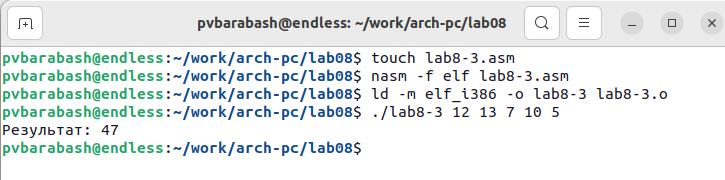 pvbarabash@endless: ~/work/arch-pc/lab08
pvbarabash@endless:~/work/arch-pc/lab08$ touch lab8-3.asm
pvbarabash@endless:~/work/arch-pc/lab08$ nasm -f elf lab8-3.asm
pvbarabash@endless:~/work/arch-pc/lab08$ ld -m elf_i386 -o lab8-3 lab8-3.o
pvbarabash@endless:~/work/arch-pc/lab08$ ./lab8-3 12 13 7 10 5
Результат: 47
pvbarabash@endless:~/work/arch-pc/lab08$